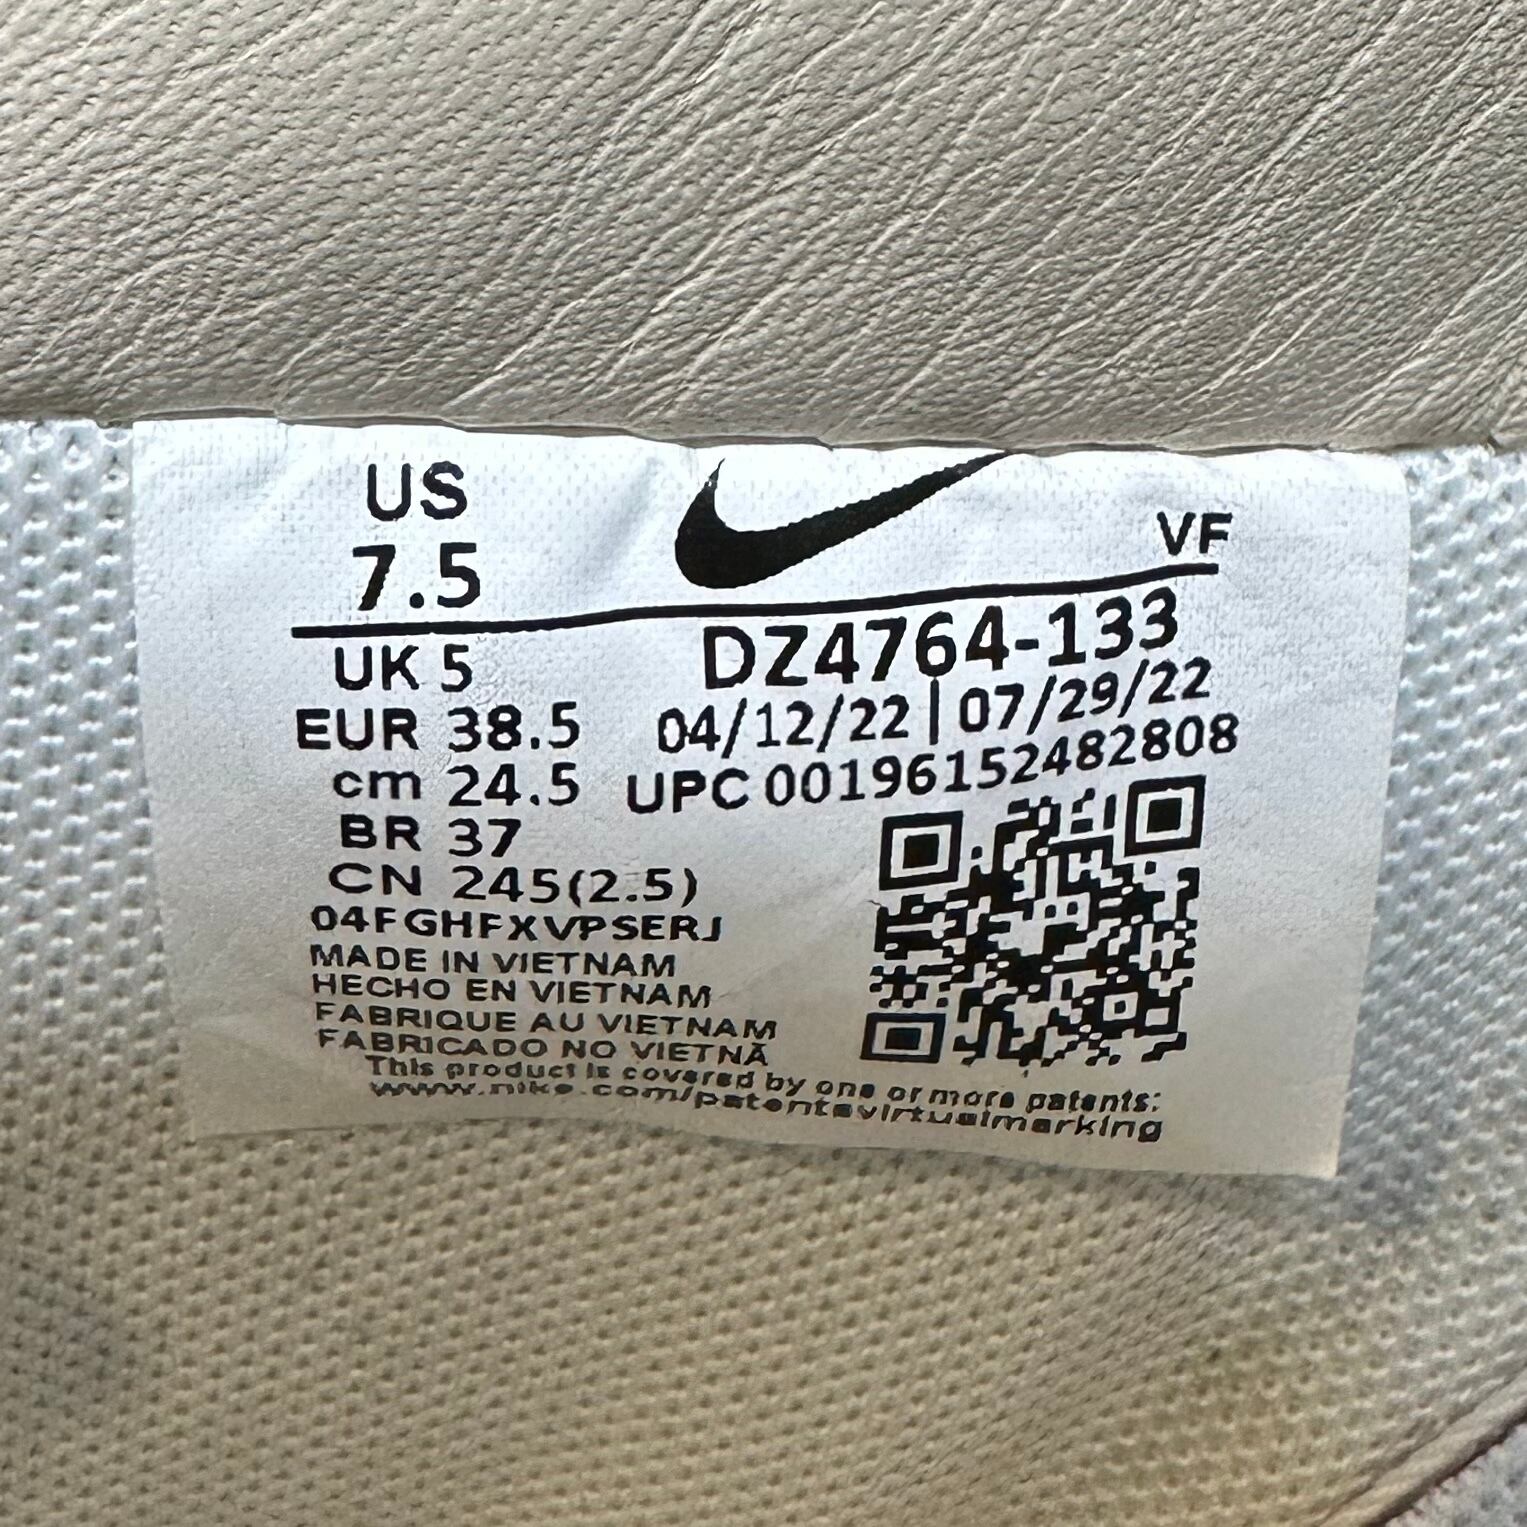 US
7.5
VF
UK 5
EUR 38.5
cm 24.5
BR 37
CN 245(2.5)
DZ4764-133
04/12/22 | 07/29/22
UPC 00196152482808
04FGHFXVPSERJ
MADE IN VIETNAM
HECHO EN VIETNAM
FABRIQUE AU VIETNAM
FABRICADO NO VIETNÃ
This product is covered by one or more patents:
www.nike.com/patentsvirtualmarking